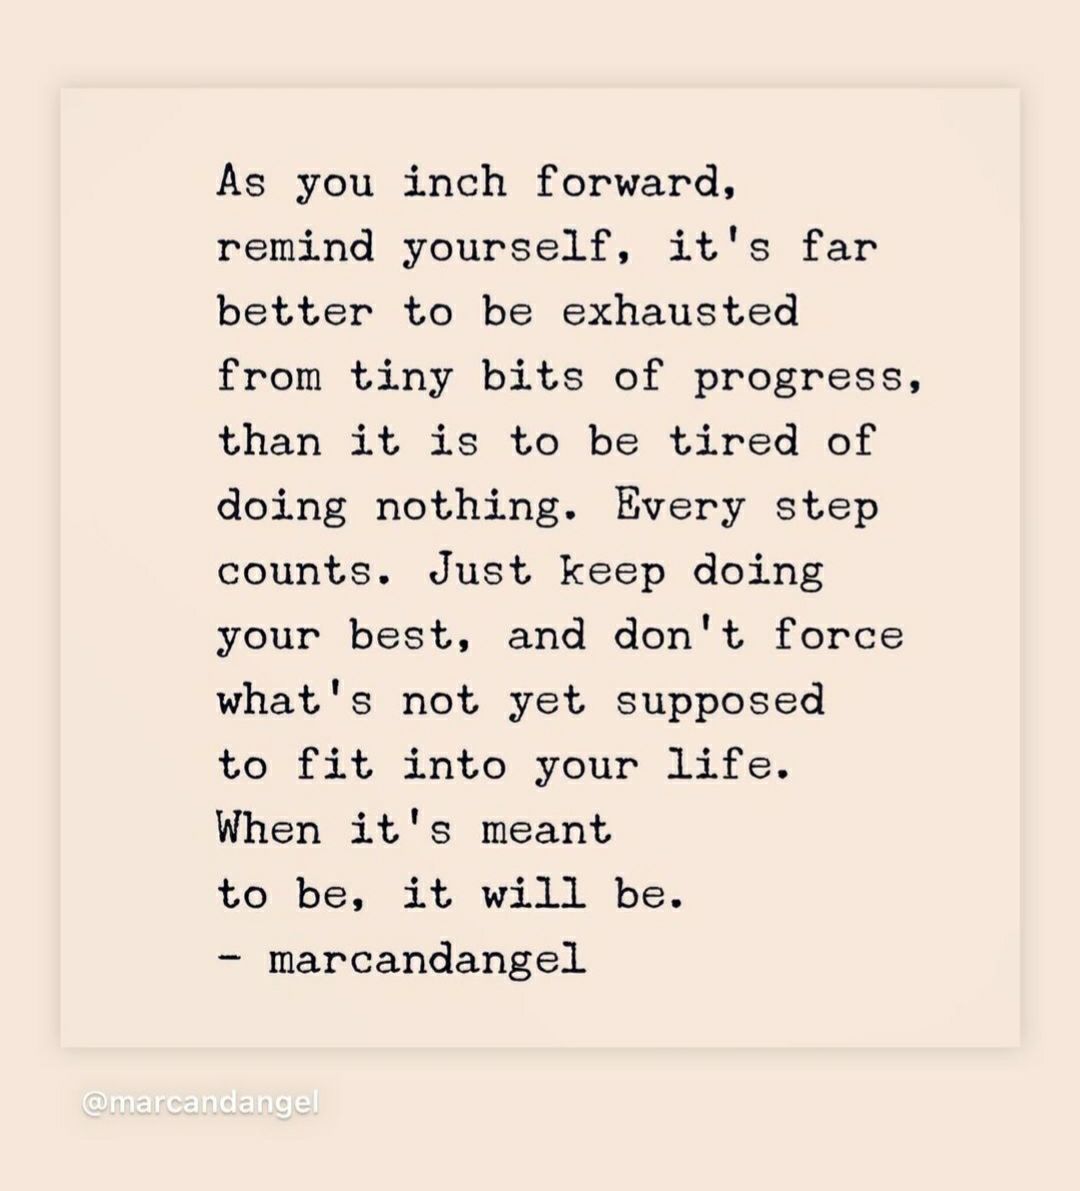 As you inch forward,
remind yourself, it's far
better to be exhausted
from tiny bits of progress,
than it is to be tired of
doing nothing. Every step
counts. Just keep doing
your best, and don't force
what's not yet supposed
to fit into your life.
When it's meant
to be, it will be.
- marcandangel
@marcandangel